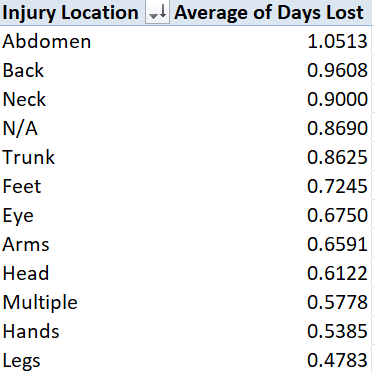 Injury Location Average of Days Lost
Abdomen 1.0513
Back 0.9608
Neck 0.9000
N/A 0.8690
Trunk 0.8625
Feet 0.7245
Eye 0.6750
Arms 0.6591
Head 0.6122
Multiple 0.5778
Hands 0.5385
Legs 0.4783